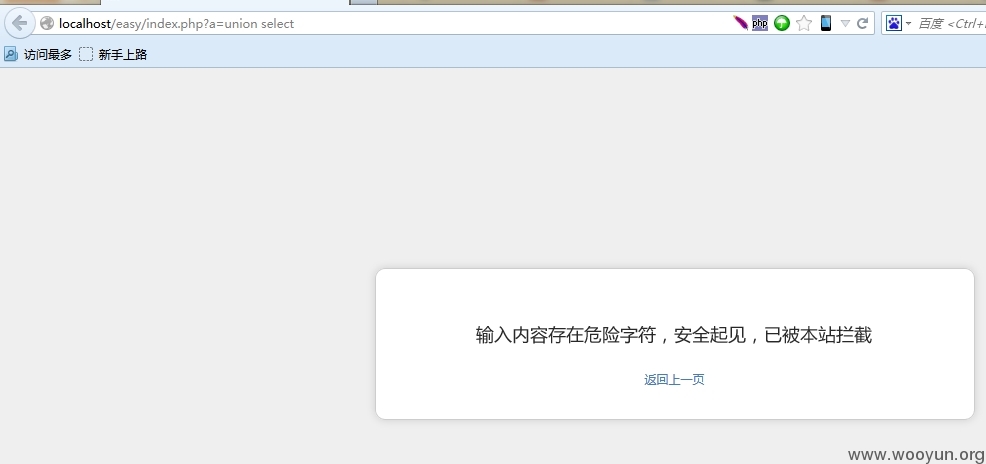 localhost/easy/index.php?a=union select
php
百度 <Ctrl+
访问最多 新手上路
输入内容存在危险字符，安全起见，已被本站拦截
返回上一页
www.wooyun.org